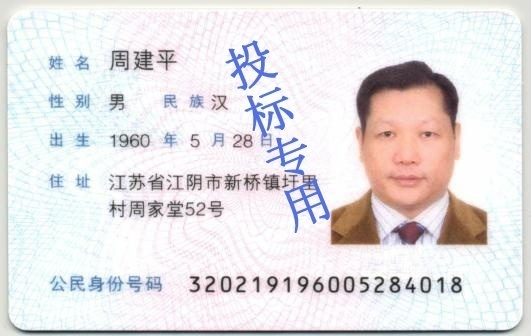 姓名 周建平
性别 男 民族 汉
出生 1960 年 5 月 28 日
住址 江苏省江阴市新桥镇圩里
村周家堂52号
公民身份号码 320219196005284018
投标专用